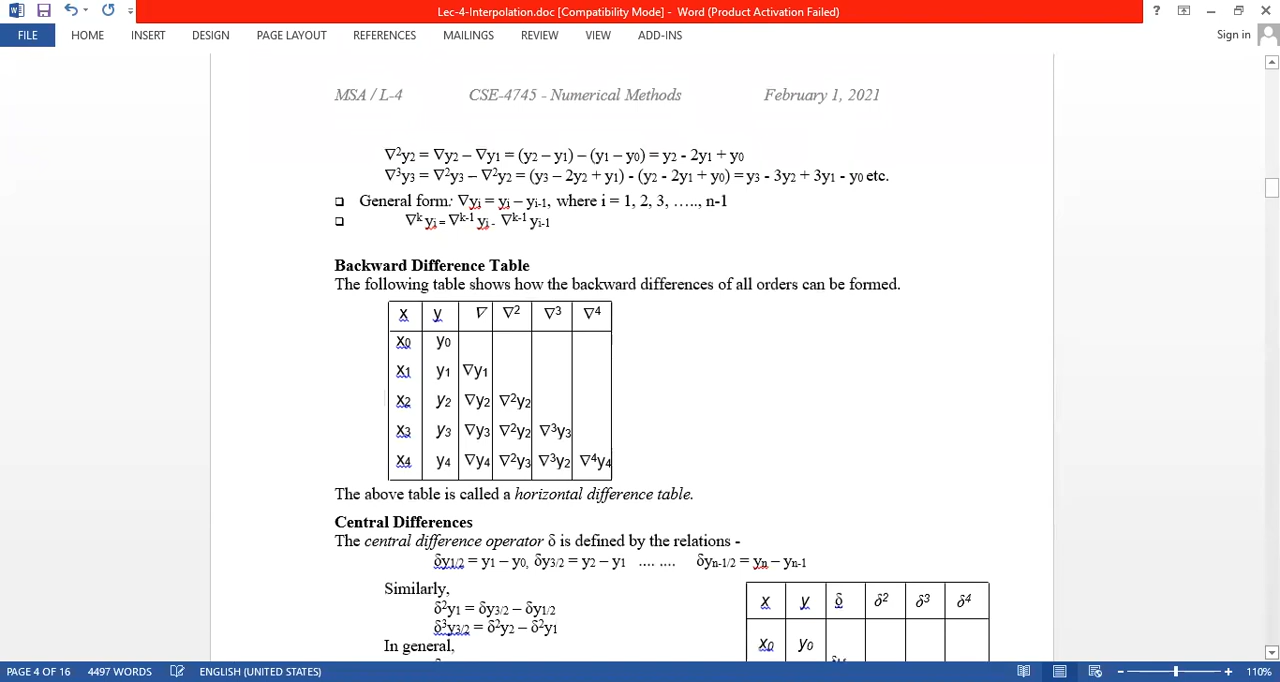 Lec-4-Interpolation.doc [Compatibility Mode] - Word (Product Activation Failed)
FILE HOME INSERT DESIGN PAGE LAYOUT REFERENCES MAILINGS REVIEW VIEW ADD-INS Sign in
MSA / L-4 CSE-4745 - Numerical Methods February 1, 2021
∇²y2 = ∇y2 – ∇y1 = (y2 – y1) – (y1 – y0) = y2 - 2y1 + y0
∇³y3 = ∇²y3 – ∇²y2 = (y3 – 2y2 + y1) - (y2 - 2y1 + y0) = y3 - 3y2 + 3y1 - y0 etc.
General form: ∇yi = yi – yi-1, where i = 1, 2, 3, ….., n-1
∇k yi = ∇k-1 yi - ∇k-1 yi-1
Backward Difference Table
The following table shows how the backward differences of all orders can be formed.
x y ∇ ∇2 ∇3 ∇4
x0 y0
x1 y1 ∇y1
x2 y2 ∇y2 ∇2y2
x3 y3 ∇y3 ∇2y2 ∇3y3
x4 y4 ∇y4 ∇2y3 ∇3y2 ∇4y4
The above table is called a horizontal difference table.
Central Differences
The central difference operator δ is defined by the relations -
δy1/2 = y1 – y0, δy3/2 = y2 – y1 .... .... δyn-1/2 = yn – yn-1
Similarly,
δ²y1 = δy3/2 – δy1/2
δ³y3/2 = δ²y2 – δ²y1
In general,
x y δ δ2 δ3 δ4
x0 y0
PAGE 4 OF 16 4497 WORDS ENGLISH (UNITED STATES) 110%